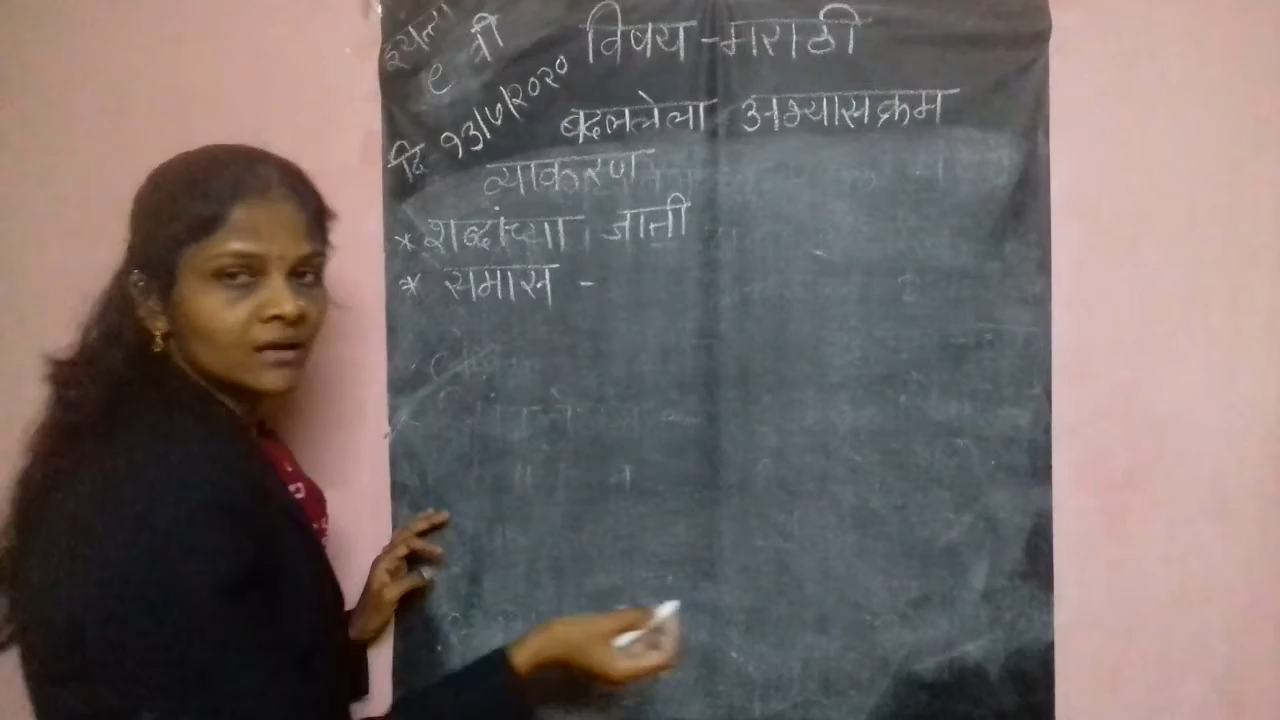 इयत्ता
९ वी
दि १३/७/२०२०
विषय - मराठी
बदललेला अभ्यासक्रम
व्याकरण
* शब्दांच्या जाती
* समास -